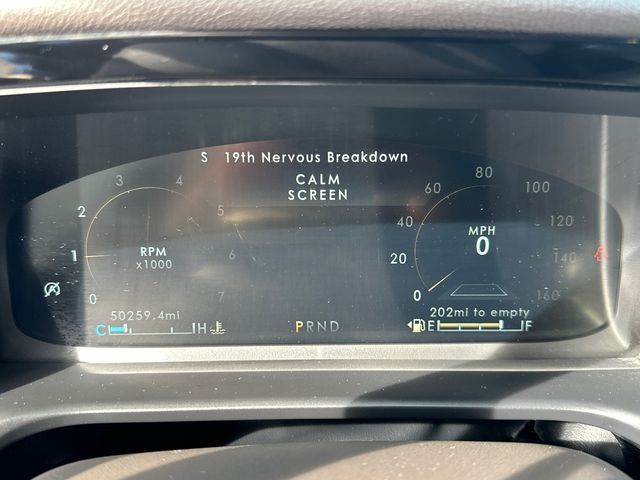 S 19th Nervous Breakdown
CALM
SCREEN
0
1
2
3
4
5
6
7
RPM
x1000
0
20
40
60
80
100
120
140
160
MPH
0
50259.4mi
C H
PRND
202mi to empty
E F